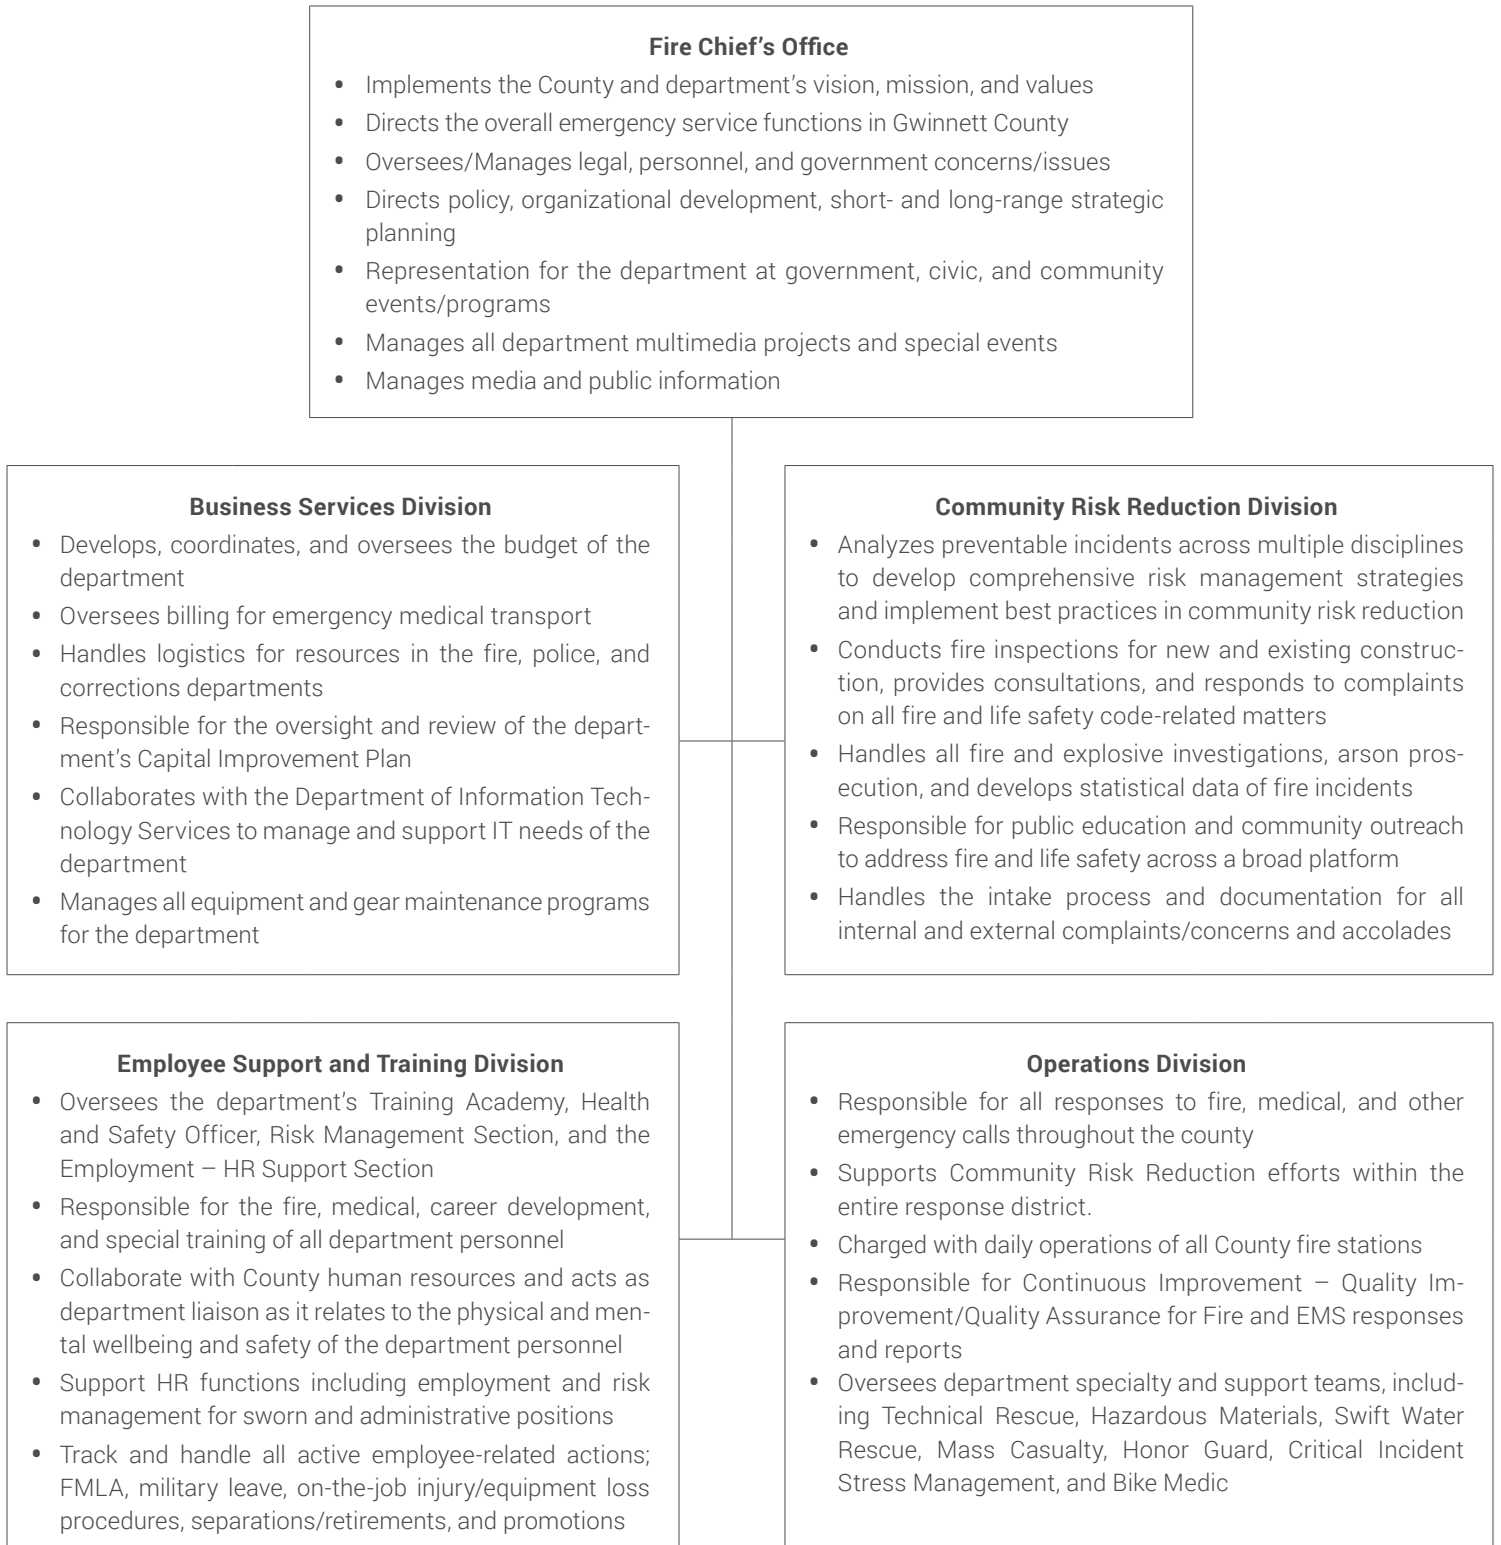 Fire Chief's Office
• Implements the County and department's vision, mission, and values
• Directs the overall emergency service functions in Gwinnett County
• Oversees/Manages legal, personnel, and government concerns/issues
• Directs policy, organizational development, short- and long-range strategic
planning
• Representation for the department at government, civic, and community
events/programs
• Manages all department multimedia projects and special events
• Manages media and public information
Business Services Division
• Develops, coordinates, and oversees the budget of the
department
• Oversees billing for emergency medical transport
• Handles logistics for resources in the fire, police, and
corrections departments
• Responsible for the oversight and review of the depart-
ment's Capital Improvement Plan
• Collaborates with the Department of Information Tech-
nology Services to manage and support IT needs of the
department
• Manages all equipment and gear maintenance programs
for the department
Community Risk Reduction Division
• Analyzes preventable incidents across multiple disciplines
to develop comprehensive risk management strategies
and implement best practices in community risk reduction
• Conducts fire inspections for new and existing construc-
tion, provides consultations, and responds to complaints
on all fire and life safety code-related matters
• Handles all fire and explosive investigations, arson pros-
ecution, and develops statistical data of fire incidents
• Responsible for public education and community outreach
to address fire and life safety across a broad platform
• Handles the intake process and documentation for all
internal and external complaints/concerns and accolades
Employee Support and Training Division
• Oversees the department's Training Academy, Health
and Safety Officer, Risk Management Section, and the
Employment – HR Support Section
• Responsible for the fire, medical, career development,
and special training of all department personnel
• Collaborate with County human resources and acts as
department liaison as it relates to the physical and men-
tal wellbeing and safety of the department personnel
• Support HR functions including employment and risk
management for sworn and administrative positions
• Track and handle all active employee-related actions;
FMLA, military leave, on-the-job injury/equipment loss
procedures, separations/retirements, and promotions
Operations Division
• Responsible for all responses to fire, medical, and other
emergency calls throughout the county
• Supports Community Risk Reduction efforts within the
entire response district.
• Charged with daily operations of all County fire stations
• Responsible for Continuous Improvement – Quality Im-
provement/Quality Assurance for Fire and EMS responses
and reports
• Oversees department specialty and support teams, includ-
ing Technical Rescue, Hazardous Materials, Swift Water
Rescue, Mass Casualty, Honor Guard, Critical Incident
Stress Management, and Bike Medic